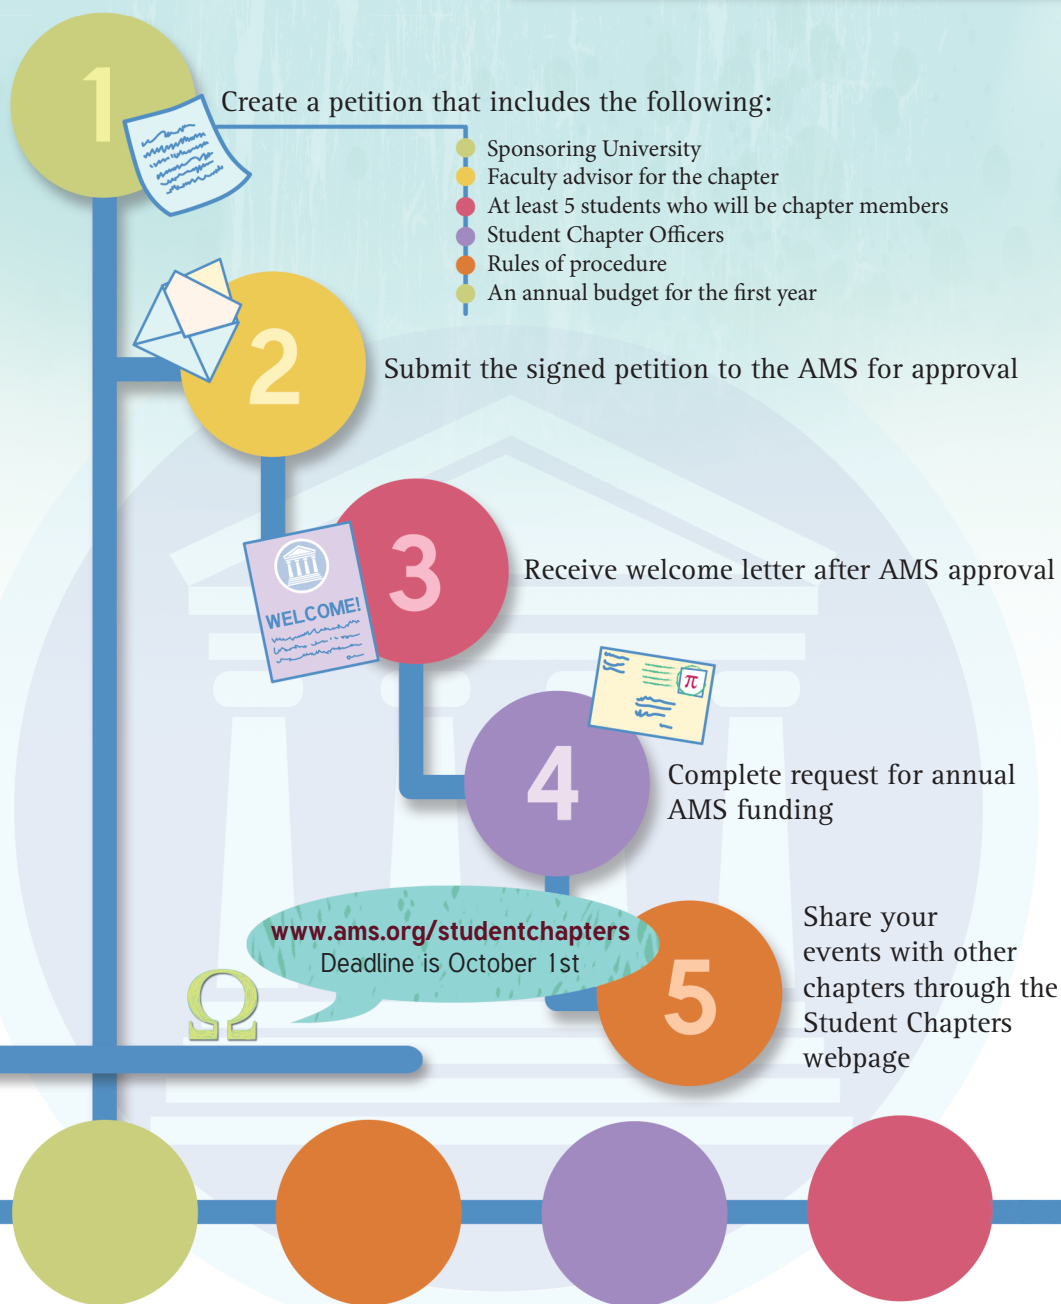 1
Create a petition that includes the following:
Sponsoring University
Faculty advisor for the chapter
At least 5 students who will be chapter members
Student Chapter Officers
Rules of procedure
An annual budget for the first year
2
Submit the signed petition to the AMS for approval
WELCOME!
3
Receive welcome letter after AMS approval
π
4
Complete request for annual
AMS funding
www.ams.org/studentchapters
Deadline is October 1st
Ω
5
Share your
events with other
chapters through the
Student Chapters
webpage